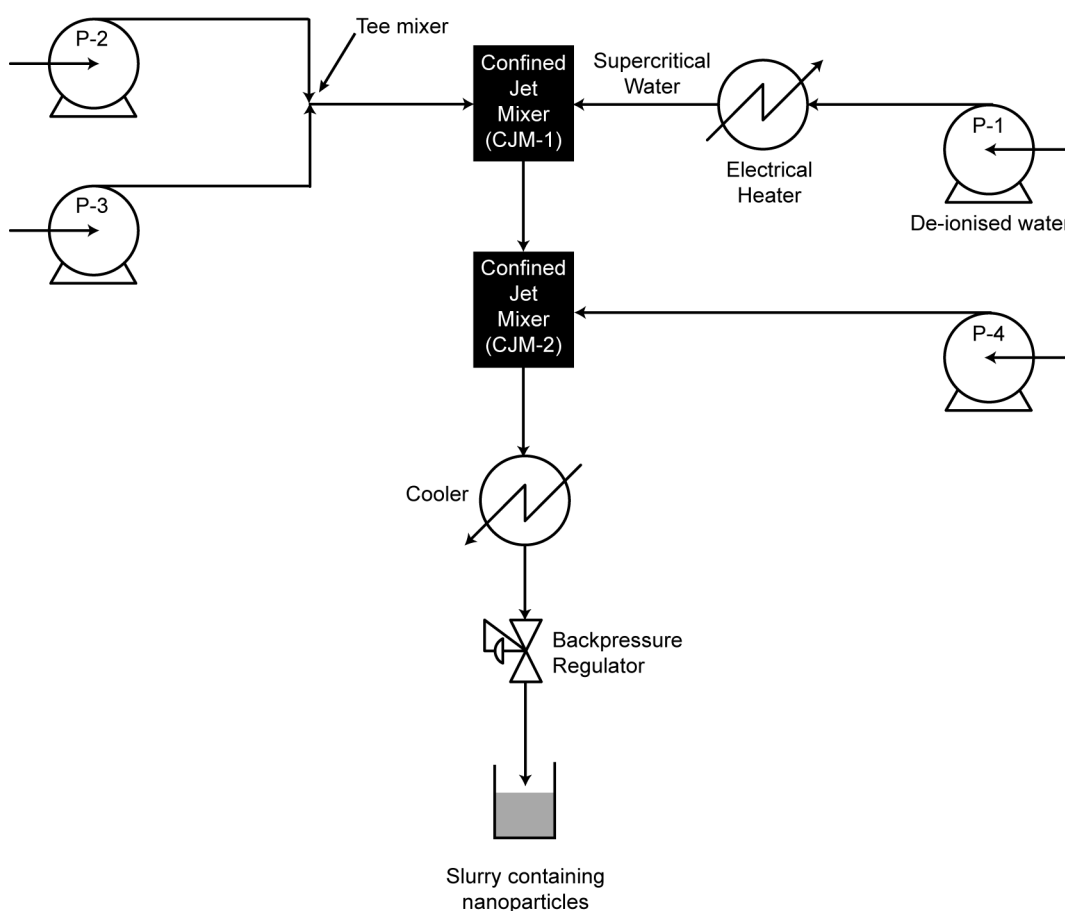 P-2
Tee mixer
Confined
Jet
Mixer
(CJM-1)
Supercritical
Water
P-1
P-3
Electrical
Heater
De-ionised water
Confined
Jet
Mixer
(CJM-2)
P-4
Cooler
Backpressure
Regulator
Slurry containing
nanoparticles